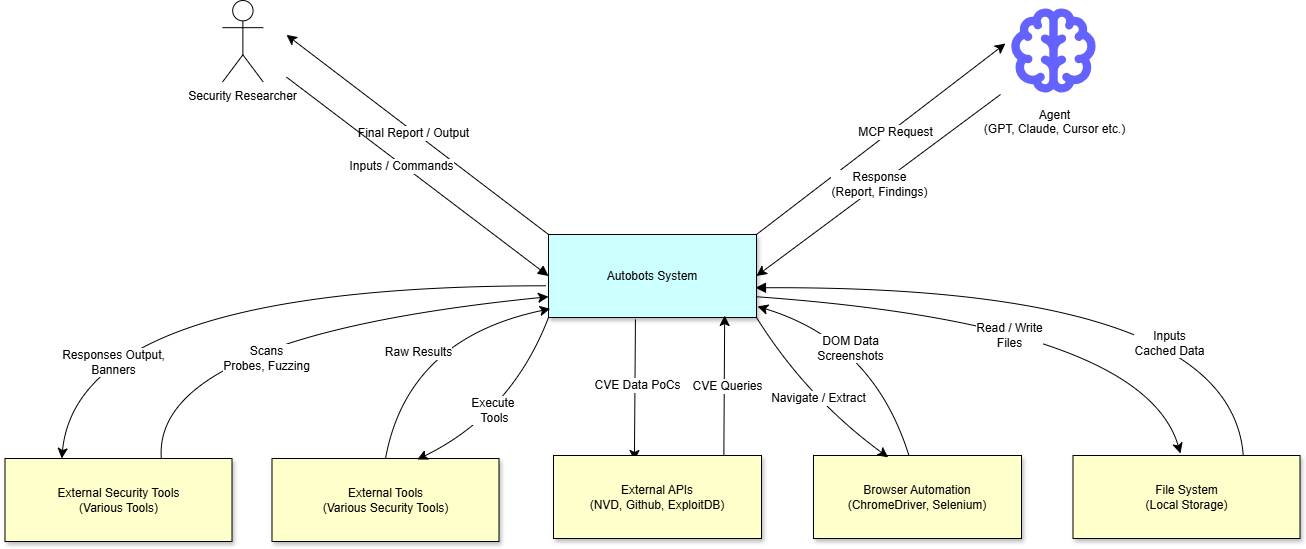 Security Researcher
Agent
(GPT, Claude, Cursor etc.)
Final Report / Output
MCP Request
Inputs / Commands
Response
(Report, Findings)
Autobots System
Responses Output,
Banners
Scans
Probes, Fuzzing
Raw Results
Execute
Tools
CVE Data PoCs
CVE Queries
DOM Data
Screenshots
Navigate / Extract
Read / Write
Files
Inputs
Cached Data
External Security Tools
(Various Tools)
External Tools
(Various Security Tools)
External APIs
(NVD, Github, ExploitDB)
Browser Automation
(ChromeDriver, Selenium)
File System
(Local Storage)